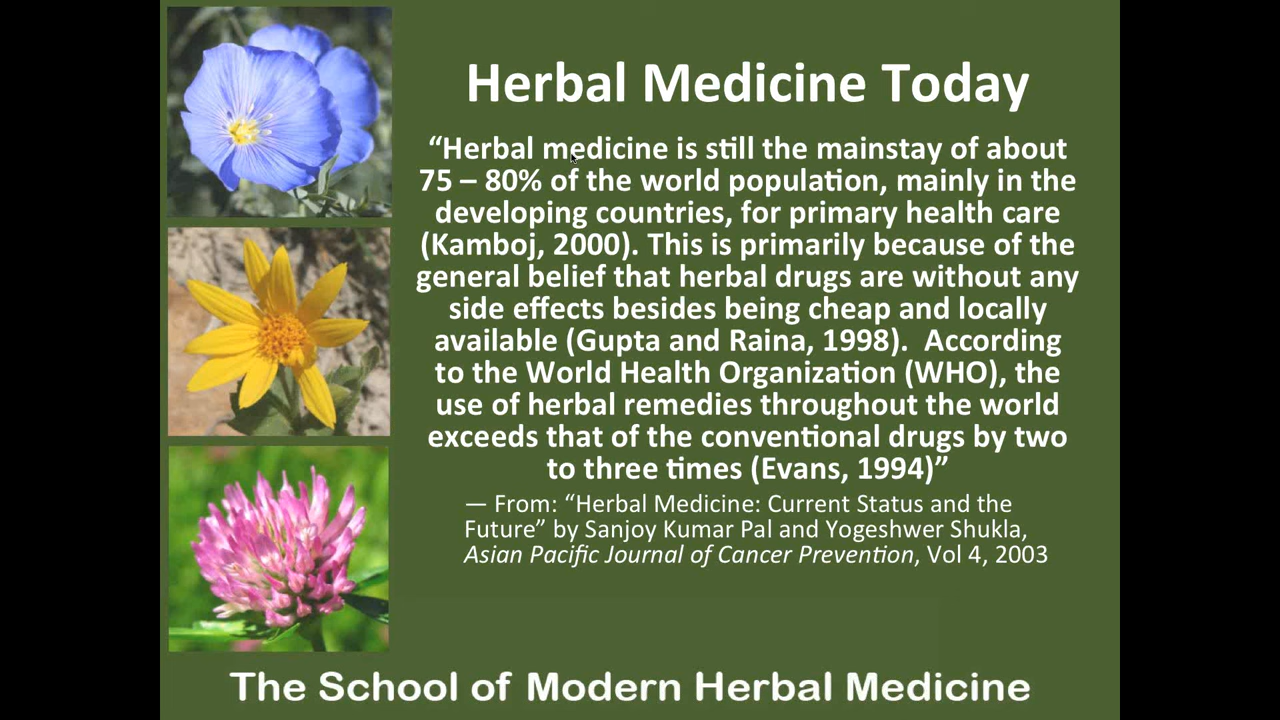 Herbal Medicine Today
“Herbal medicine is still the mainstay of about
75 – 80% of the world population, mainly in the
developing countries, for primary health care
(Kamboj, 2000). This is primarily because of the
general belief that herbal drugs are without any
side effects besides being cheap and locally
available (Gupta and Raina, 1998).  According
to the World Health Organization (WHO), the
use of herbal remedies throughout the world
exceeds that of the conventional drugs by two
to three times (Evans, 1994)”
— From: “Herbal Medicine: Current Status and the
Future” by Sanjoy Kumar Pal and Yogeshwer Shukla,
Asian Pacific Journal of Cancer Prevention, Vol 4, 2003
The School of Modern Herbal Medicine